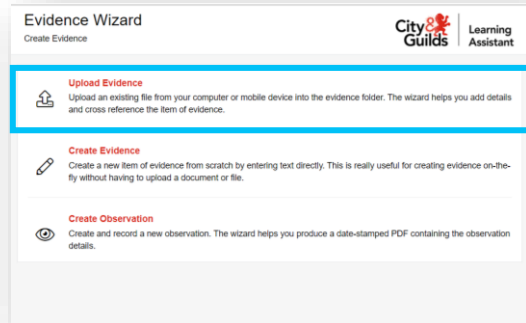 Evidence Wizard
Create Evidence
City& Guilds
Learning Assistant
Upload Evidence
Upload an existing file from your computer or mobile device into the evidence folder. The wizard helps you add details
and cross reference the item of evidence.
Create Evidence
Create a new item of evidence from scratch by entering text directly. This is really useful for creating evidence on-the-
fly without having to upload a document or file.
Create Observation
Create and record a new observation. The wizard helps you produce a date-stamped PDF containing the observation
details.